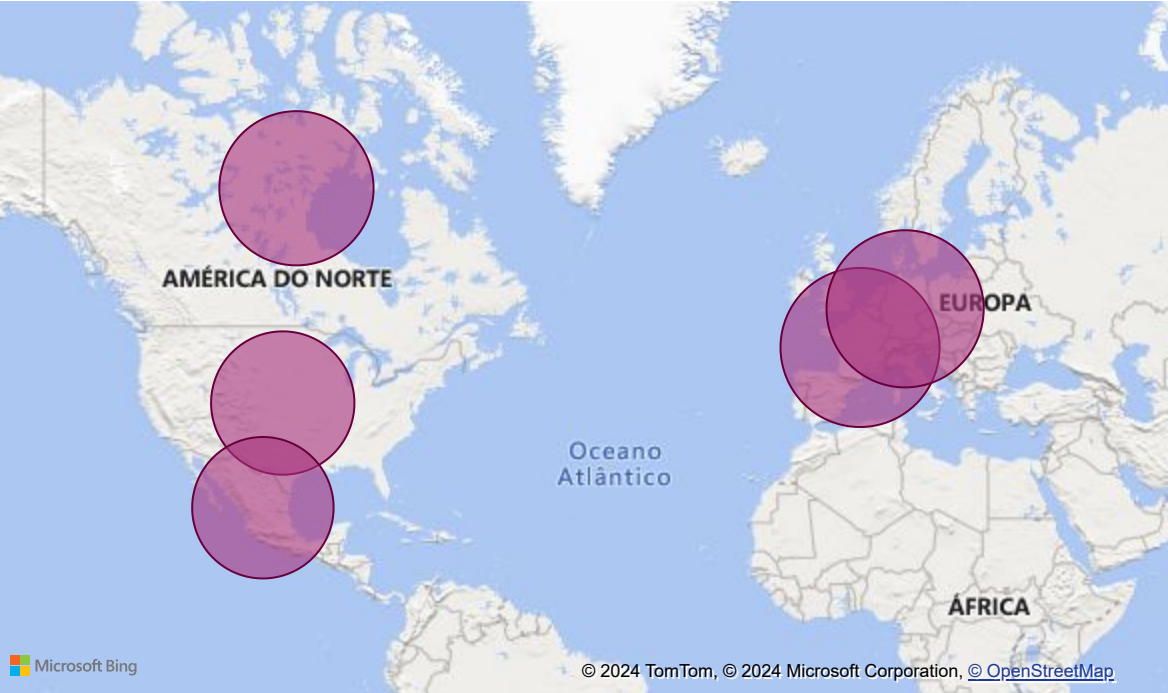 AMÉRICA DO NORTE
EUROPA
Oceano
Atlântico
ÁFRICA
Microsoft Bing
© 2024 TomTom, © 2024 Microsoft Corporation, © OpenStreetMap